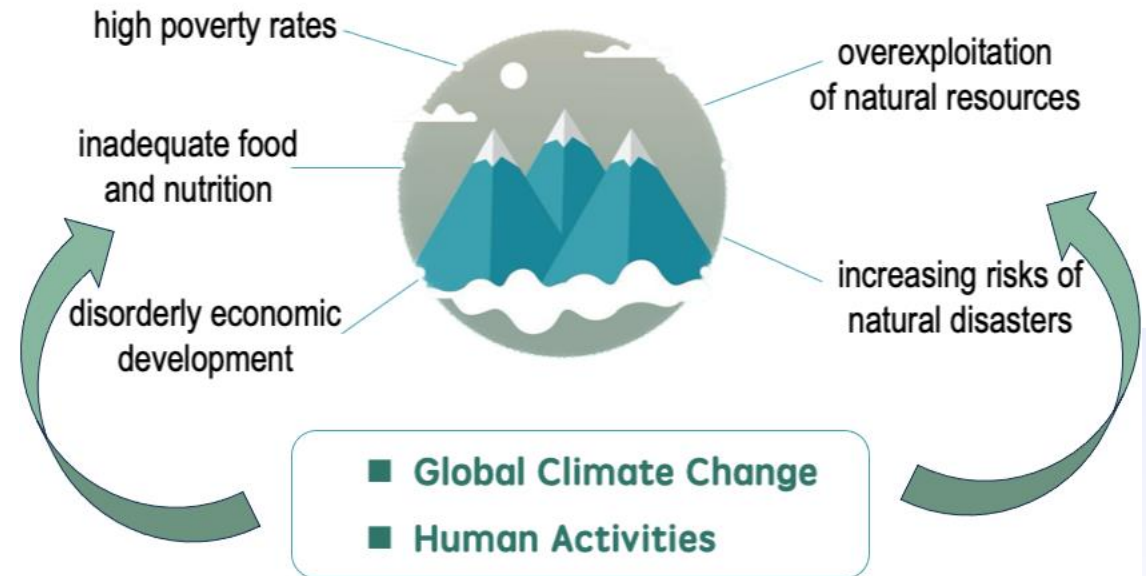 high poverty rates
inadequate food
and nutrition
disorderly economic
development
overexploitation
of natural resources
increasing risks of
natural disasters
■ Global Climate Change
■ Human Activities